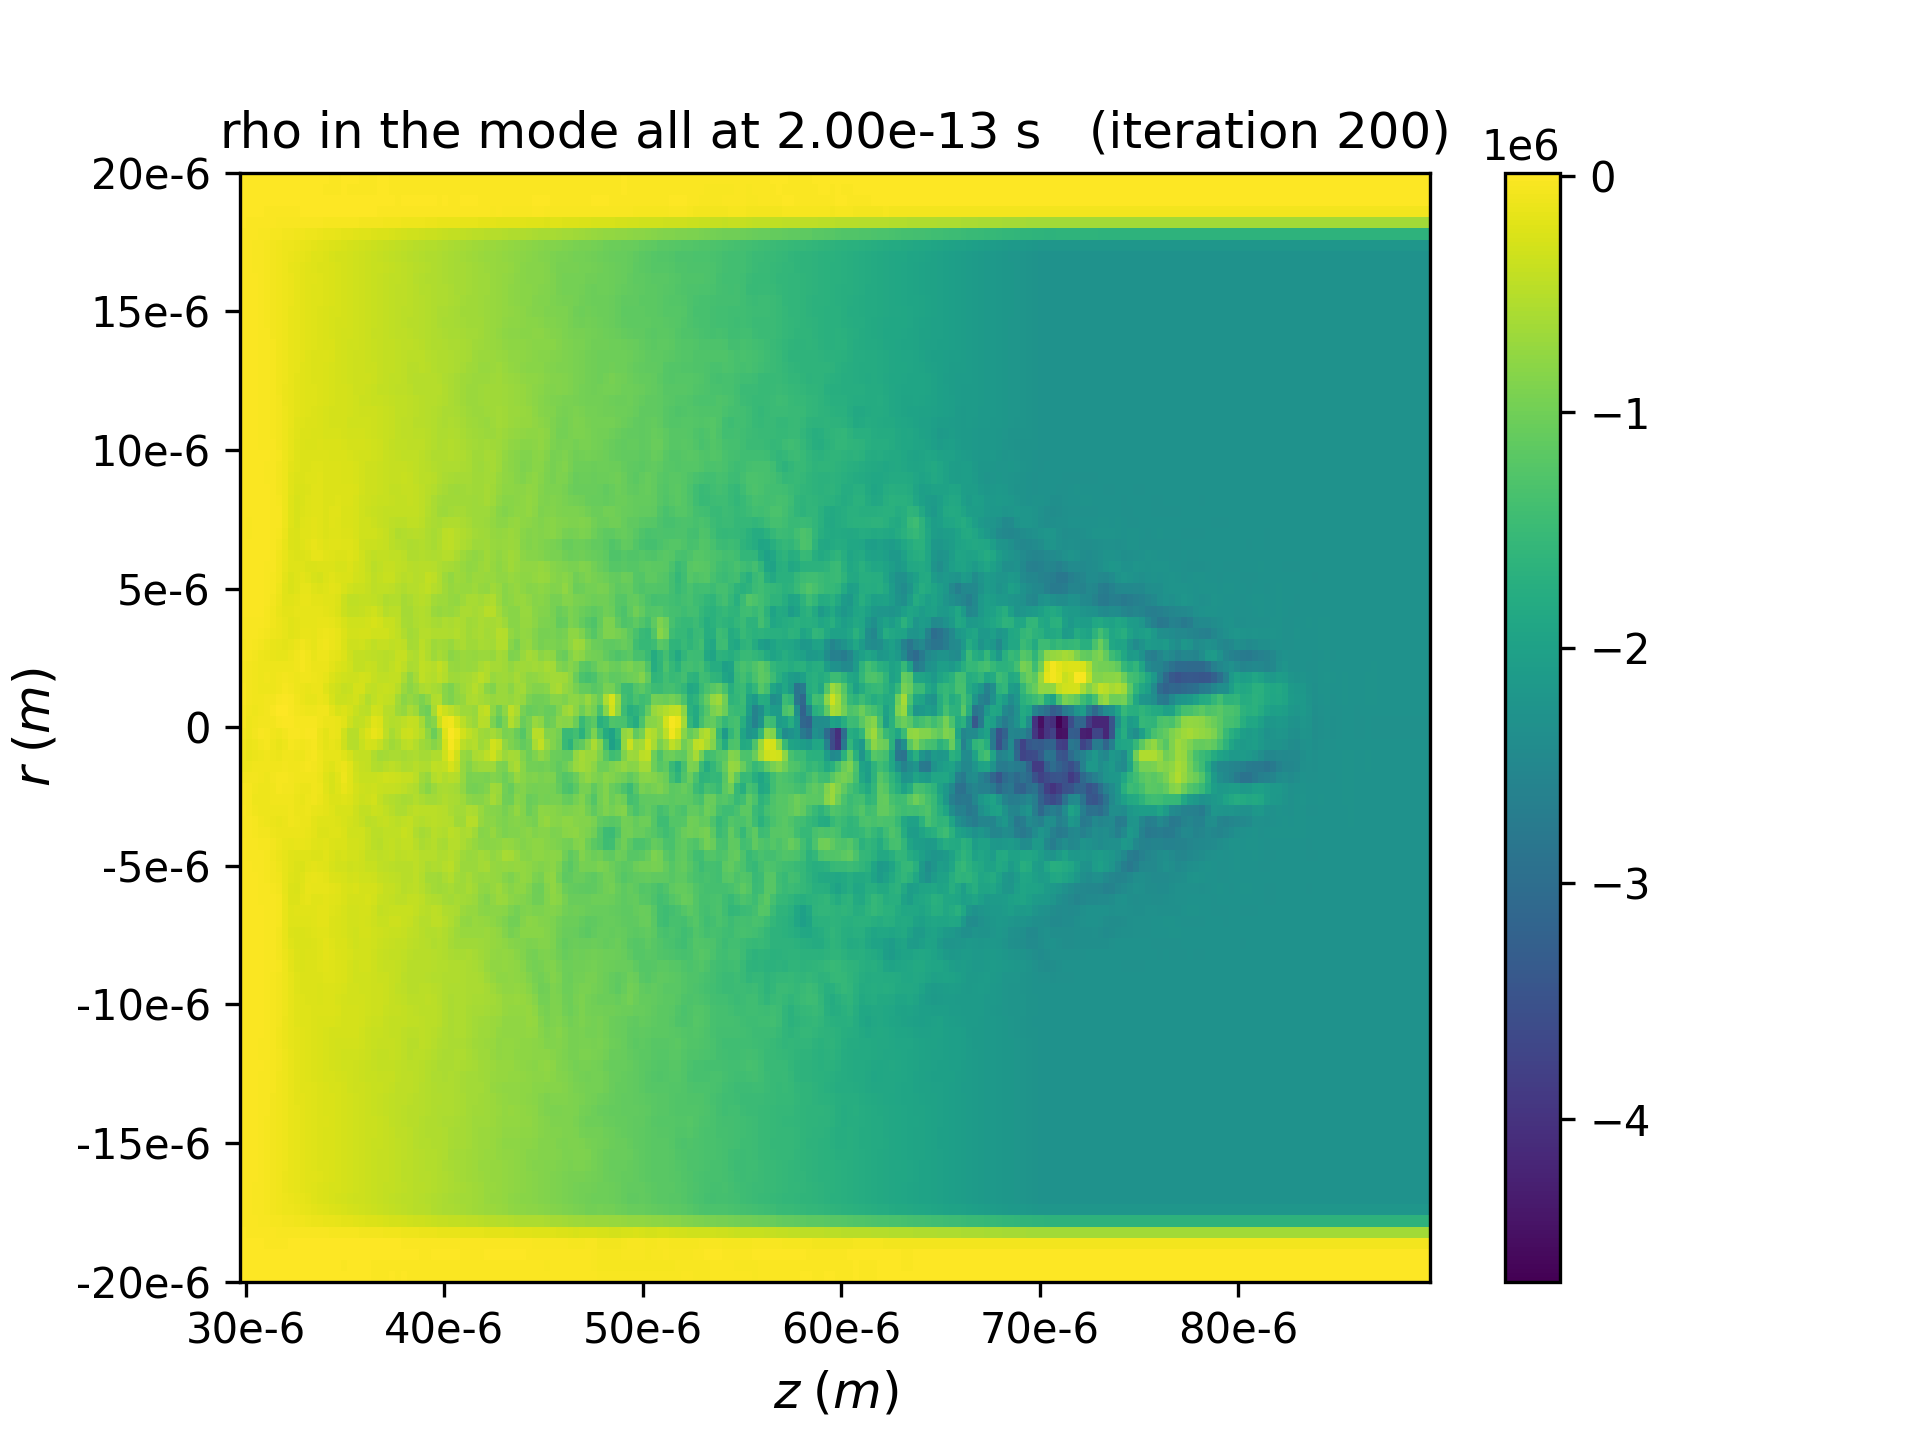 rho in the mode all at 2.00e-13 s   (iteration 200)
1e6
20e-6
15e-6
10e-6
5e-6
0
-5e-6
-10e-6
-15e-6
-20e-6
r (m)
30e-6 40e-6 50e-6 60e-6 70e-6 80e-6
z (m)
0
−1
−2
−3
−4